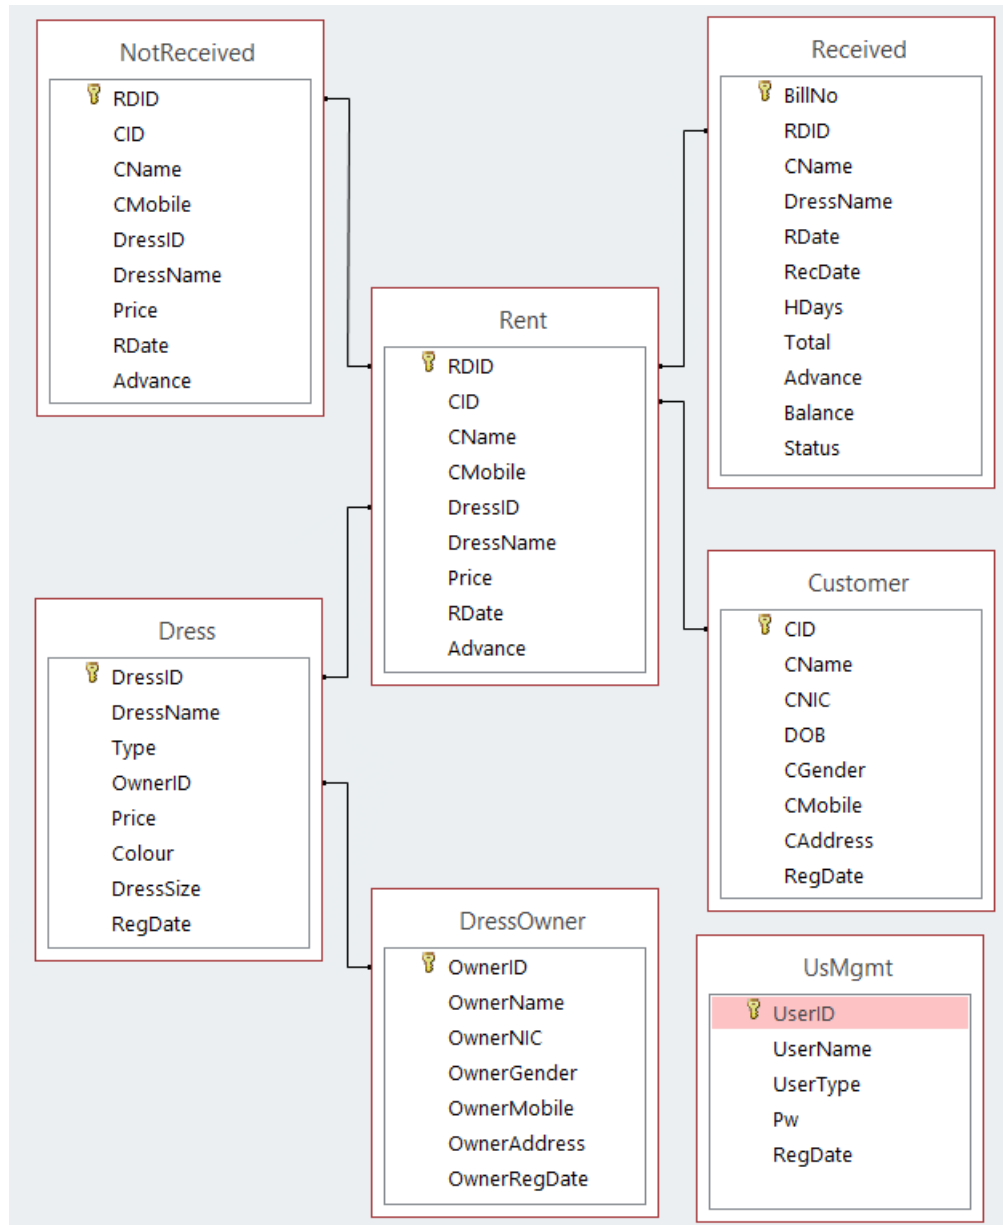 NotReceived
RDID
CID
CName
CMobile
DressID
DressName
Price
RDate
Advance
Received
BillNo
RDID
CName
DressName
RDate
RecDate
HDays
Total
Advance
Balance
Status
Rent
RDID
CID
CName
CMobile
DressID
DressName
Price
RDate
Advance
Customer
CID
CName
CNIC
DOB
CGender
CMobile
CAddress
RegDate
Dress
DressID
DressName
Type
OwnerID
Price
Colour
DressSize
RegDate
DressOwner
OwnerID
OwnerName
OwnerNIC
OwnerGender
OwnerMobile
OwnerAddress
OwnerRegDate
UsMgmt
UserID
UserName
UserType
Pw
RegDate